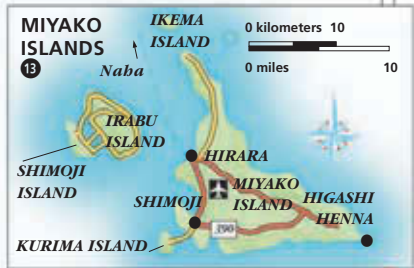 MIYAKO
ISLANDS
13
Naha
IKEMA
ISLAND
0 kilometers 10
0 miles 10
IRABU
ISLAND
SHIMOJI
ISLAND
HIRARA
MIYAKO
ISLAND
SHIMOJI
HIGASHI
HENNA
390
KURIMA ISLAND